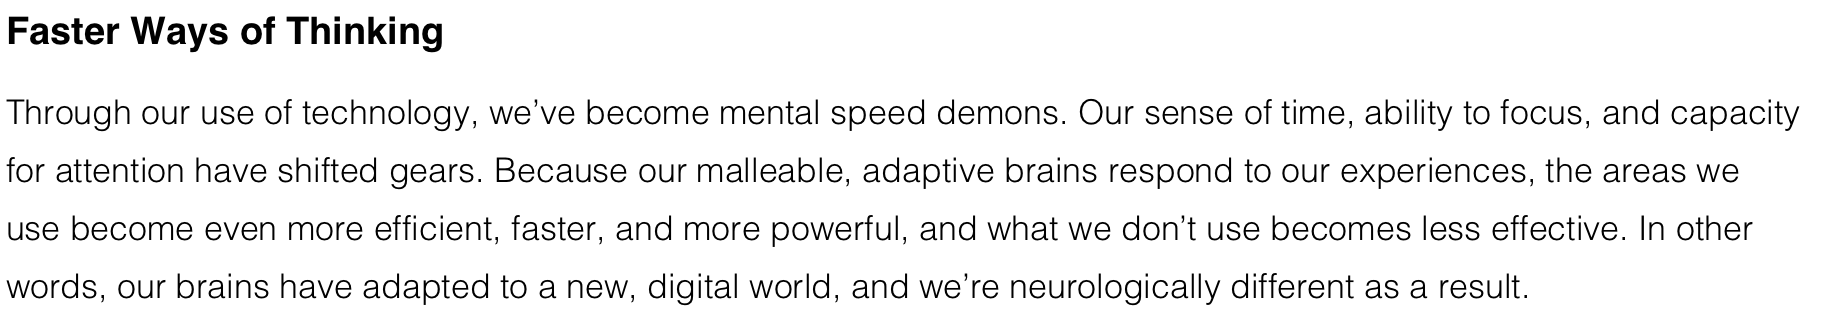 Faster Ways of Thinking
Through our use of technology, we’ve become mental speed demons. Our sense of time, ability to focus, and capacity
for attention have shifted gears. Because our malleable, adaptive brains respond to our experiences, the areas we
use become even more efficient, faster, and more powerful, and what we don’t use becomes less effective. In other
words, our brains have adapted to a new, digital world, and we’re neurologically different as a result.